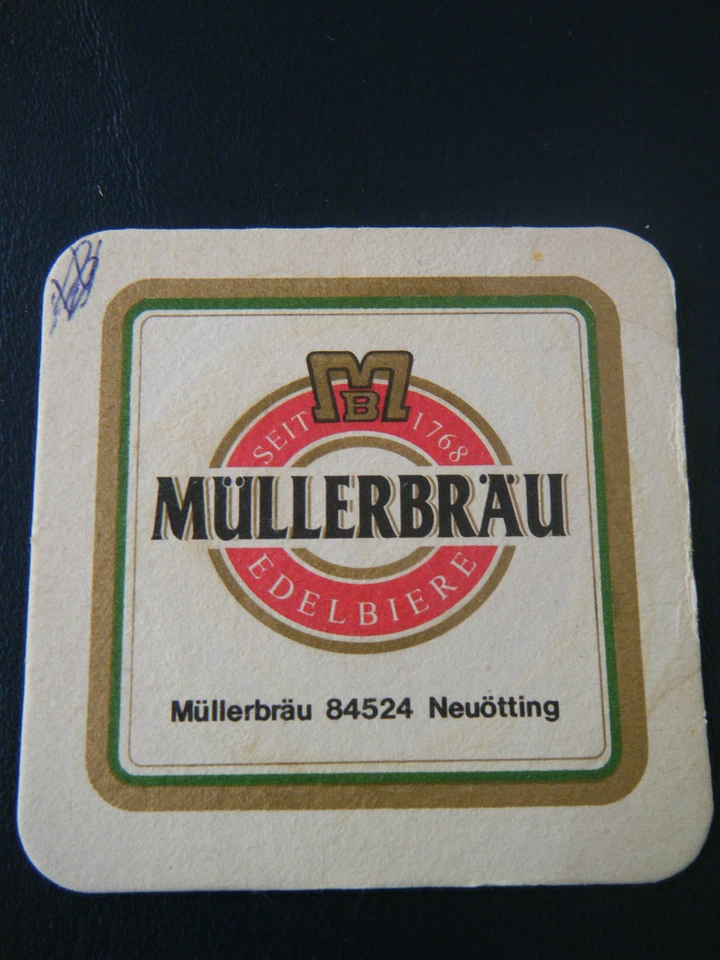 MB
SEIT 1768
MÜLLERBRÄU
EDELBIERE
Müllerbräu 84524 Neuötting